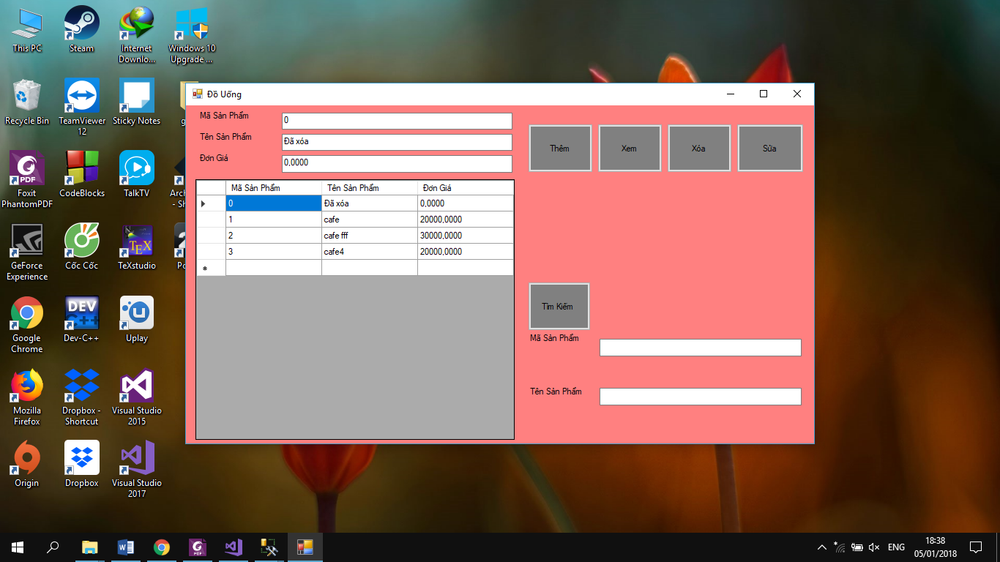 This PC
Steam
Internet
Downlo...
Windows 10
Upgrade ...
Recycle Bin
TeamViewer
12
Sticky Notes
g
Foxit
PhantomPDF
PDF
CodeBlocks
TalkTV
Arc
- Sh
GeForce
Experience
Cốc Cốc
TEX
TeXstudio
Po
Google
Chrome
DEV
C++
Dev-C++
Uplay
Mozilla
Firefox
Dropbox -
Shortcut
Visual Studio
2015
Origin
Dropbox
Visual Studio
2017
Đồ Uống
Mã Sản Phẩm
0
Tên Sản Phẩm
Đã xóa
Đơn Giá
0,0000
Thêm
Xem
Xóa
Sửa
Mã Sản Phẩm Tên Sản Phẩm Đơn Giá
0 Đã xóa 0,0000
1 cafe 20000,0000
2 cafe fff 30000,0000
3 cafe4 20000,0000
Tìm Kiếm
Mã Sản Phẩm
Tên Sản Phẩm
PDF
ENG
18:38
05/01/2018